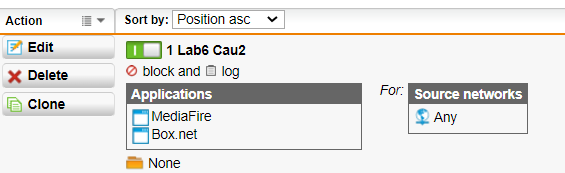 Action
Sort by: Position asc
Edit
Delete
Clone
1 Lab6 Cau2
block and log
Applications
MediaFire
Box.net
For:
Source networks
Any
None